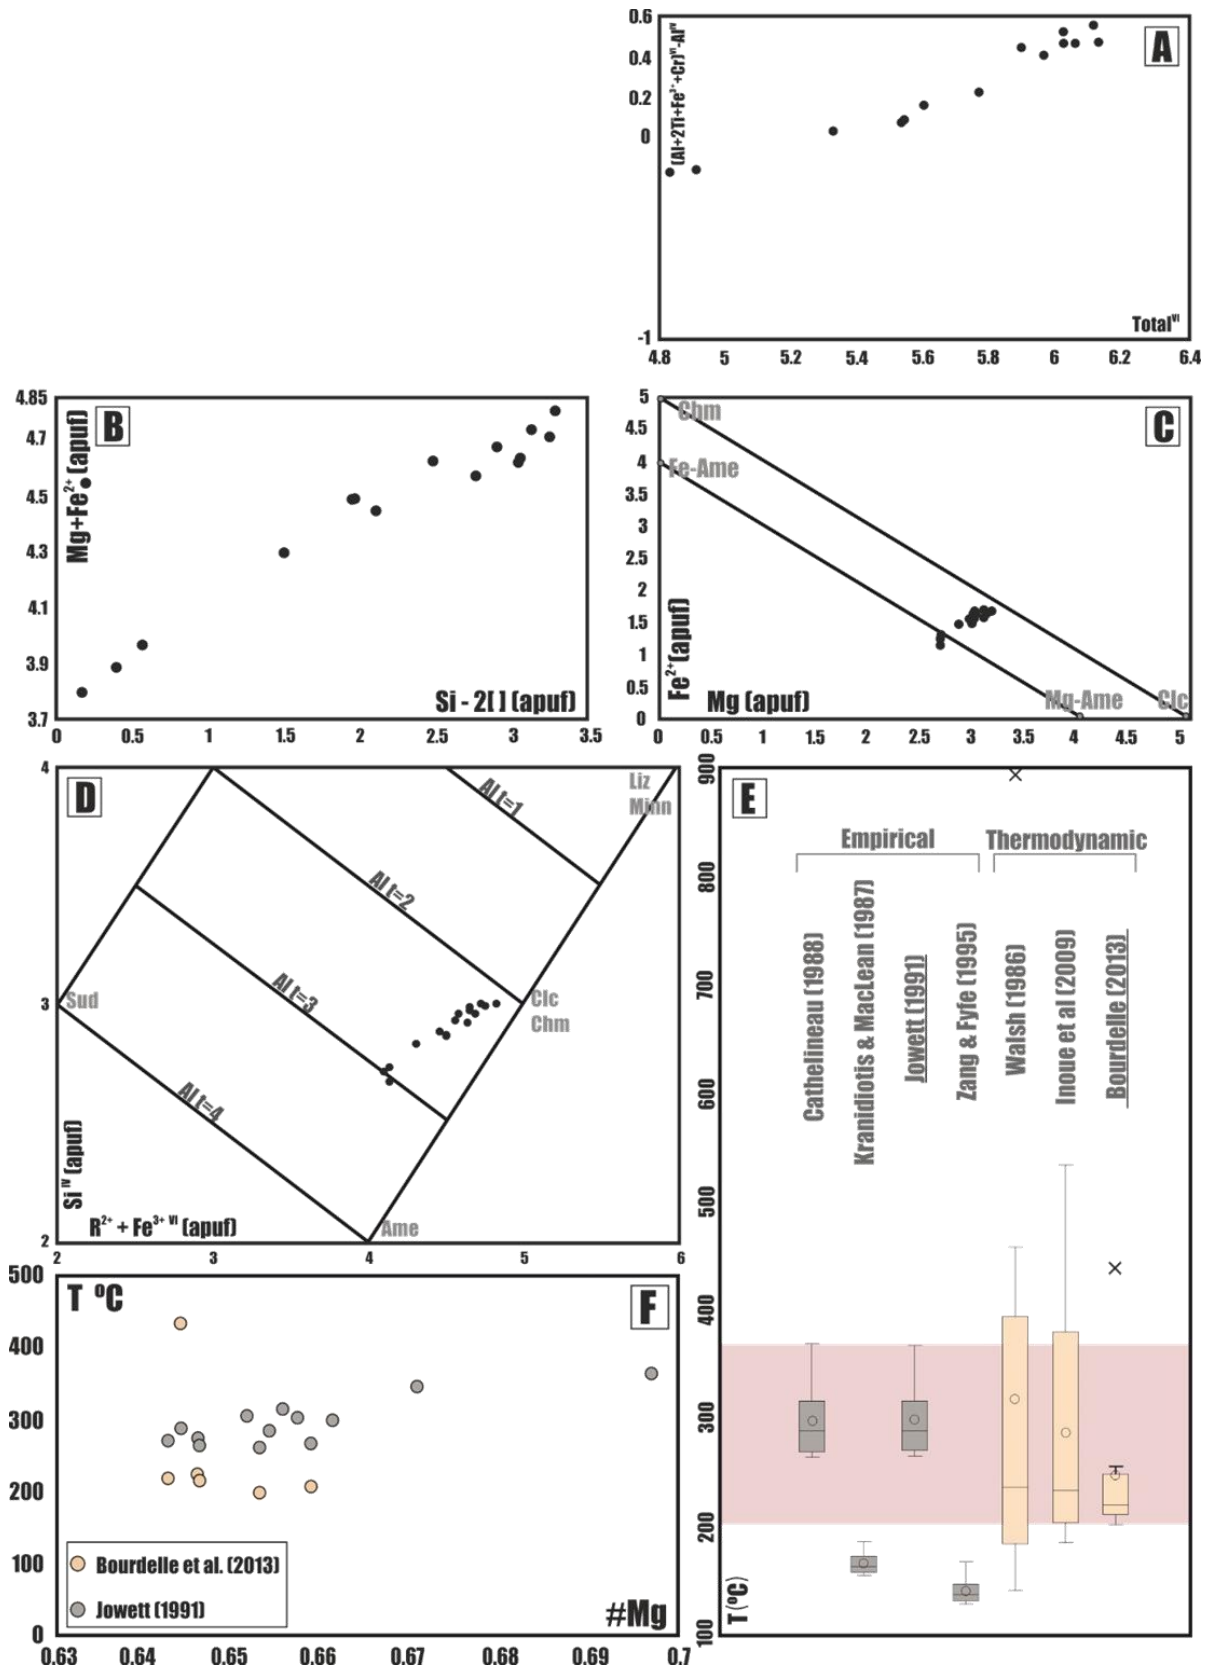 0.6
0.4
0.2
0
-1
(Al+2Ti+Fe³⁺+Cr)ⱽᴵ-Alᴵⱽ
A
Totalⱽᴵ
4.8 5 5.2 5.4 5.6 5.8 6 6.2 6.4
4.85
4.7
4.5
4.3
4.1
3.9
3.7
Mg+Fe²⁺(apuf)
B
Si - 2[ ] (apuf)
0 0.5 1 1.5 2 2.5 3 3.5
5
4.5
4
3.5
3
2.5
2
1.5
1
0.5
0
Chm
Fe-Ame
C
Fe²⁺(apuf)
Mg (apuf)
Mg-Ame
Clc
0 0.5 1 1.5 2 2.5 3 3.5 4 4.5 5
4
3
2
D
Al t=1
Al t=2
Al t=3
Al t=4
Liz
Minn
Sud
Clc
Chm
Ame
Siᴵⱽ (apuf)
R²⁺ + Fe³⁺ ⱽᴵ (apuf)
2 3 4 5 6
900
800
700
600
500
400
300
200
100
E
Empirical
Thermodynamic
Cathelineau (1988)
Kranidiotis & MacLean (1987)
Jowett (1991)
Zang & Fyfe (1995)
Walsh (1986)
Inoue et al (2009)
Bourdelle (2013)
T(ºC)
500
400
300
200
100
0
T ºC
F
Bourdelle et al. (2013)
Jowett (1991)
#Mg
0.63 0.64 0.65 0.66 0.67 0.68 0.69 0.7